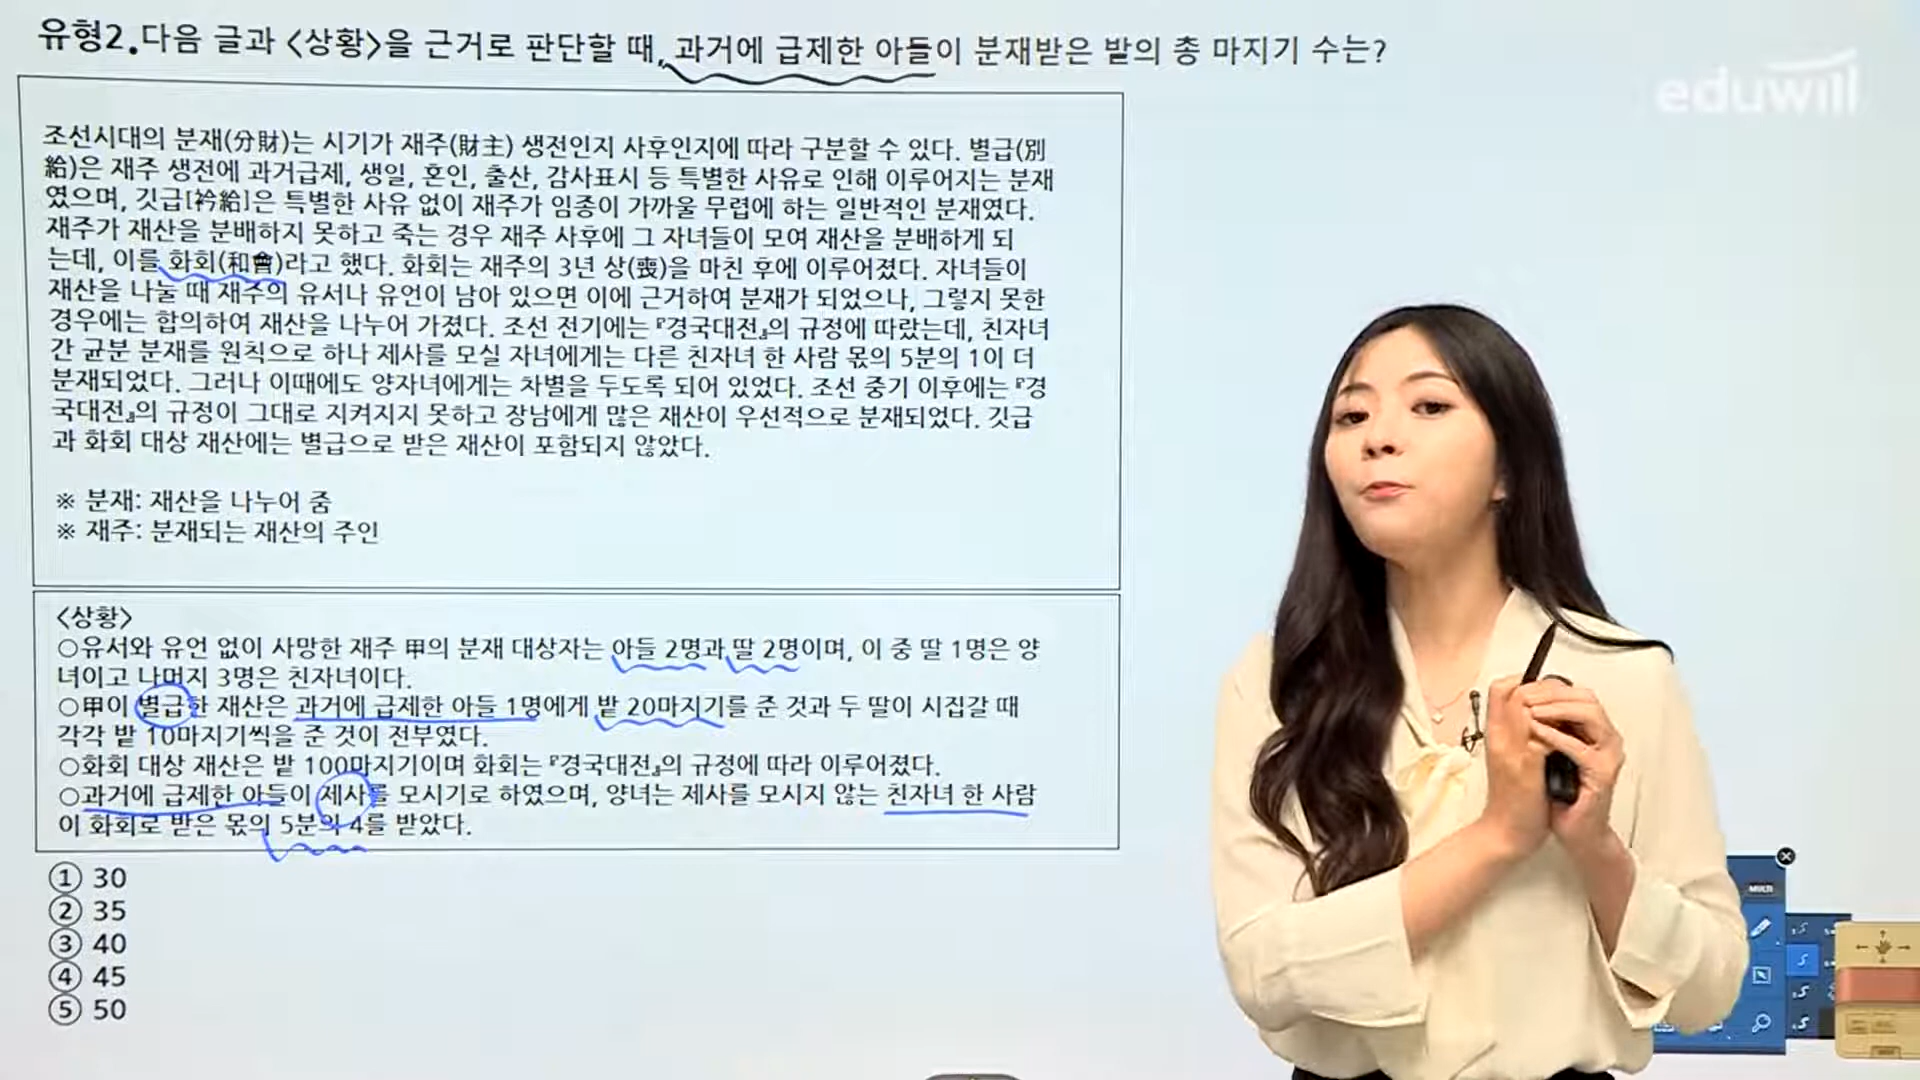 유형2.다음 글과 <상황>을 근거로 판단할 때, 과거에 급제한 아들이 분재받은 밭의 총 마지기 수는?
eduwill
조선시대의 분재(分財)는 시기가 재주(財主) 생전인지 사후인지에 따라 구분할 수 있다. 별급(別
給)은 재주 생전에 과거급제, 생일, 혼인, 출산, 감사표시 등 특별한 사유로 인해 이루어지는 분재
였으며, 깃급[衿給]은 특별한 사유 없이 재주가 임종이 가까울 무렵에 하는 일반적인 분재였다.
재주가 재산을 분배하지 못하고 죽는 경우 재주 사후에 그 자녀들이 모여 재산을 분배하게 되
는데, 이를 화회(和會)라고 했다. 화회는 재주의 3년 상(喪)을 마친 후에 이루어졌다. 자녀들이
재산을 나눌 때 재주의 유서나 유언이 남아 있으면 이에 근거하여 분재가 되었으나, 그렇지 못한
경우에는 합의하여 재산을 나누어 가졌다. 조선 전기에는 『경국대전』의 규정에 따랐는데, 친자녀
간 균분 분재를 원칙으로 하나 제사를 모실 자녀에게는 다른 친자녀 한 사람 몫의 5분의 1이 더
분재되었다. 그러나 이때에도 양자녀에게는 차별을 두도록 되어 있었다. 조선 중기 이후에는 『경
국대전』의 규정이 그대로 지켜지지 못하고 장남에게 많은 재산이 우선적으로 분재되었다. 깃급
과 화회 대상 재산에는 별급으로 받은 재산이 포함되지 않았다.
※ 분재: 재산을 나누어 줌
※ 재주: 분재되는 재산의 주인
<상황>
○유서와 유언 없이 사망한 재주 甲의 분재 대상자는 아들 2명과 딸 2명이며, 이 중 딸 1명은 양
녀이고 나머지 3명은 친자녀이다.
○甲이 별급한 재산은 과거에 급제한 아들 1명에게 밭 20마지기를 준 것과 두 딸이 시집갈 때
각각 밭 10마지기씩을 준 것이 전부였다.
○화회 대상 재산은 밭 100마지기이며 화회는 『경국대전』의 규정에 따라 이루어졌다.
○과거에 급제한 아들이 제사를 모시기로 하였으며, 양녀는 제사를 모시지 않는 친자녀 한 사람
이 화회로 받은 몫의 5분의 4를 받았다.
① 30
② 35
③ 40
④ 45
⑤ 50